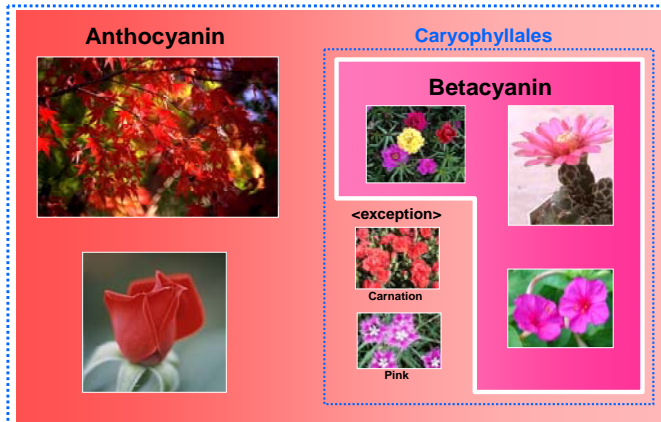 Anthocyanin
Caryophyllales
Betacyanin
<exception>
Carnation
Pink